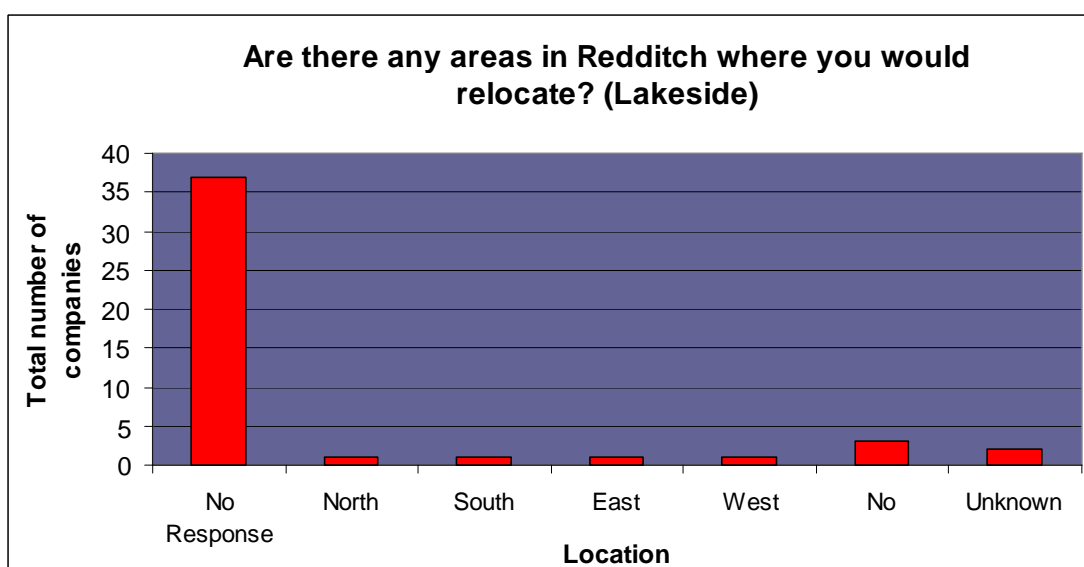 Are there any areas in Redditch where you would
relocate? (Lakeside)
Total number of
companies
40
35
30
25
20
15
10
5
0
No
Response
North
South
East
West
No
Unknown
Location